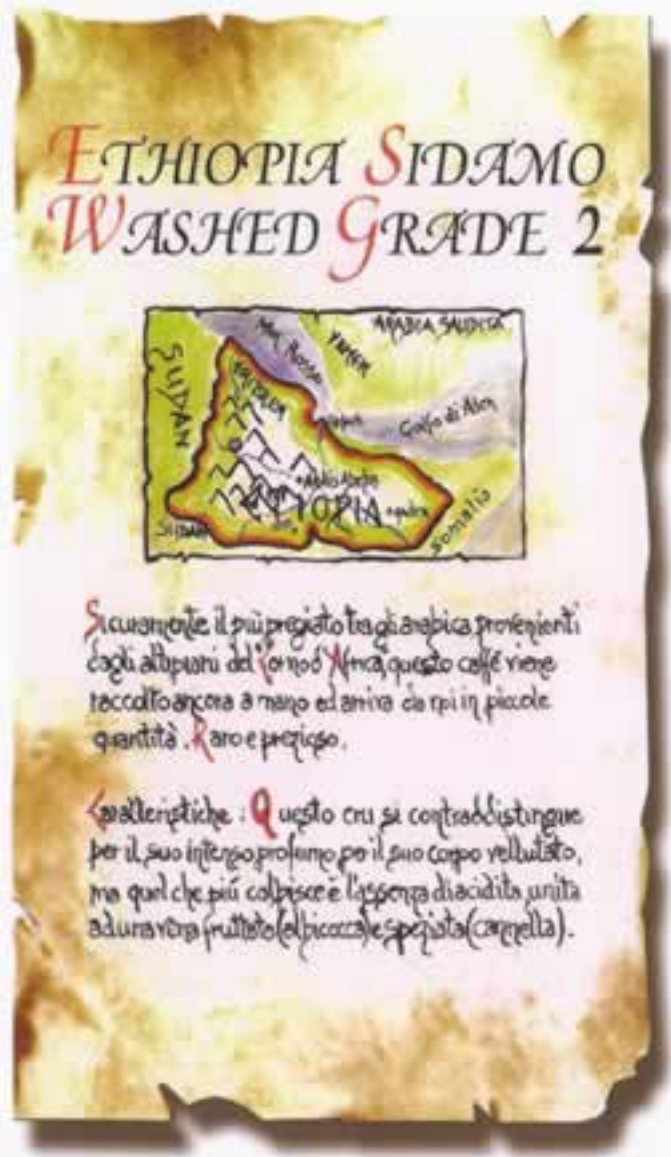 ETHIOPIA SIDAMO
WASHED GRADE 2
ARABIA SAUDITA
Mar Rosso
YEMEN
SUDAN
Golfo di Aden
Addis Abeba
ETIOPIA
SUDAN
somalia
Sicuramente il più pregiato tra gli arabica provenienti
dagli altipiani del Corno d'Africa, questo caffé viene
raccolto ancora a mano ed arriva da noi in piccole
quantità. Raro e prezioso.
Caratteristiche: Questo cru si contraddistingue
per il suo intenso profumo, per il suo corpo vellutato,
ma quel che più colpisce è l'assenza di acidità, unita
ad una vena fruttata (albicocca) e speziata (cannella).